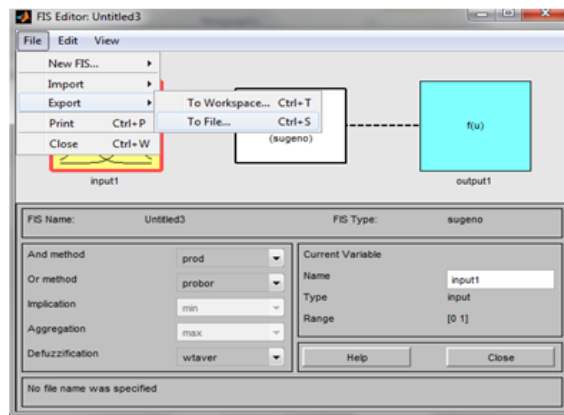 FIS Editor: Untitled3
File Edit View
New FIS...
Import
Export
Print Ctrl+P
Close Ctrl+W
To Workspace... Ctrl+T
To File... Ctrl+S
(sugeno)
f(u)
input1
output1
FIS Name: Untitled3 FIS Type: sugeno
And method prod
Or method probor
Implication min
Aggregation max
Defuzzification wtaver
Current Variable
Name input1
Type input
Range [0 1]
Help Close
No file name was specified